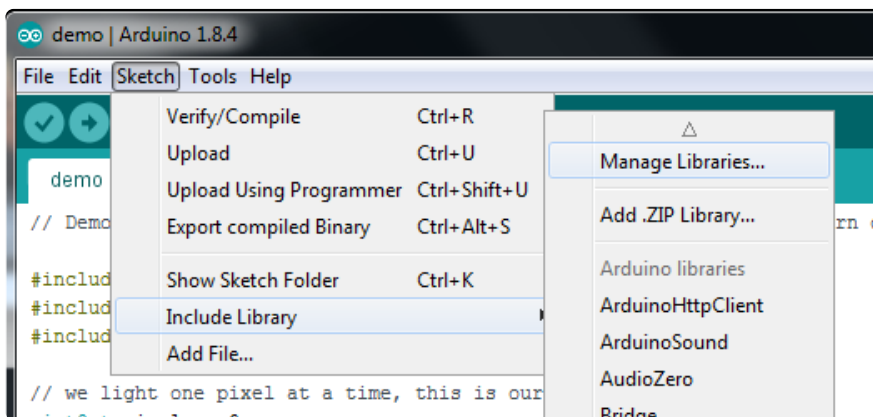 demo | Arduino 1.8.4
File Edit Sketch Tools Help
Verify/Compile Ctrl+R
Upload Ctrl+U
Upload Using Programmer Ctrl+Shift+U
Export compiled Binary Ctrl+Alt+S
Show Sketch Folder Ctrl+K
Include Library
Add File...
Manage Libraries...
Add .ZIP Library...
Arduino libraries
ArduinoHttpClient
ArduinoSound
AudioZero
Bridge
demo
// Demo
#includ
#includ
#includ
// we light one pixel at a time, this is our